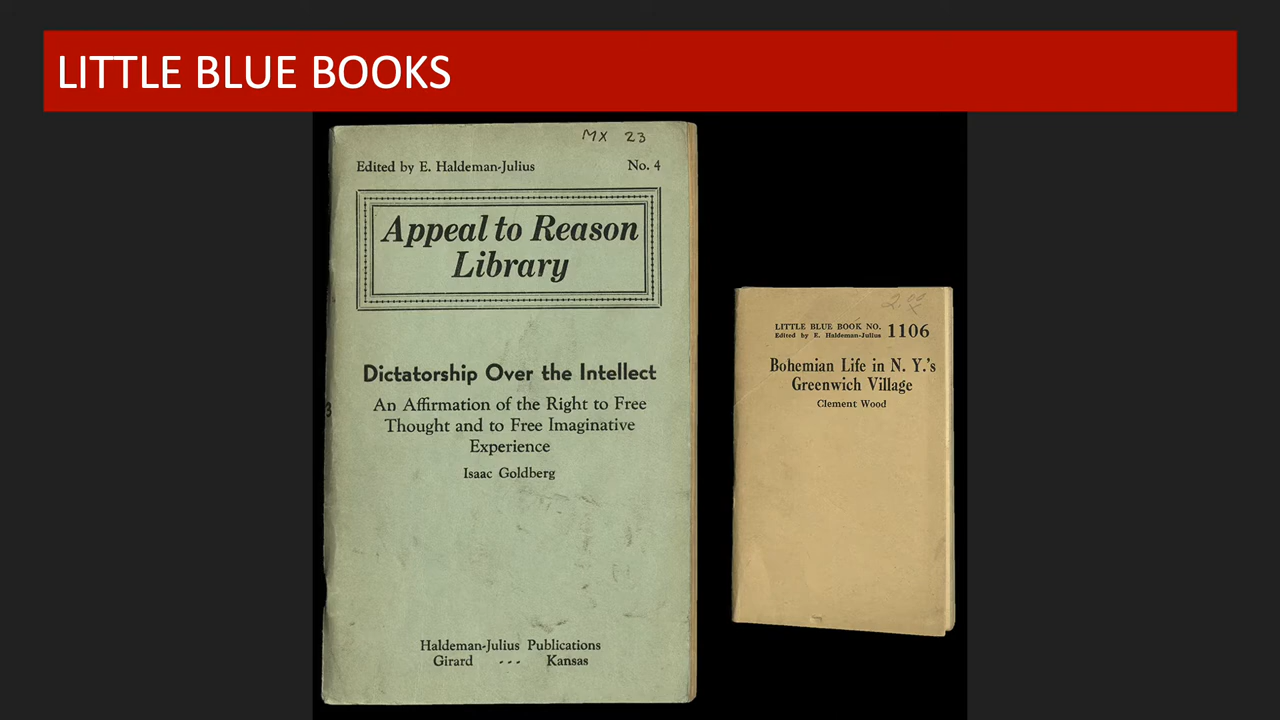 LITTLE BLUE BOOKS
MX 23
Edited by E. Haldeman-Julius No. 4
Appeal to Reason
Library
Dictatorship Over the Intellect
An Affirmation of the Right to Free
Thought and to Free Imaginative
Experience
Isaac Goldberg
Haldeman-Julius Publications
Girard --- Kansas
LITTLE BLUE BOOK NO. 1106
Edited by E. Haldeman-Julius
Bohemian Life in N. Y.'s
Greenwich Village
Clement Wood